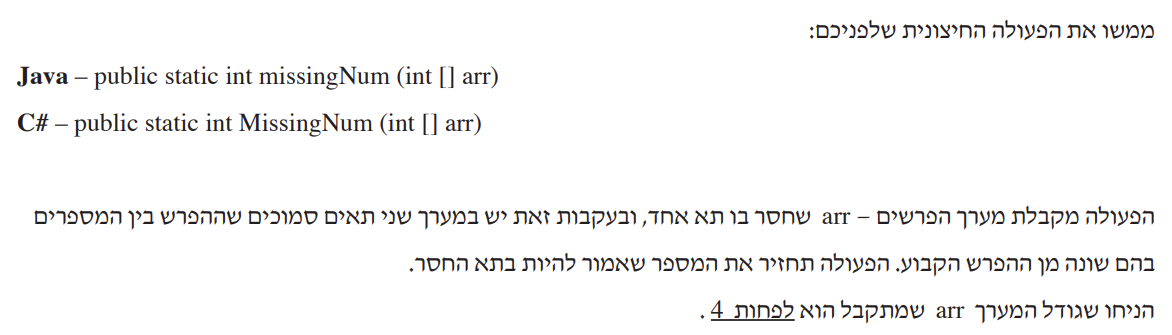 ממשו את הפעולה החיצונית שלפניכם:
Java – public static int missingNum (int [] arr)
C# – public static int MissingNum (int [] arr)
הפעולה מקבלת מערך הפרשים – arr שחסר בו תא אחד, ובעקבות זאת יש במערך שני תאים סמוכים שההפרש בין המספרים
בהם שונה מן ההפרש הקבוע. הפעולה תחזיר את המספר שאמור להיות בתא החסר.
הניחו שגודל המערך arr שמתקבל הוא לפחות 4 .